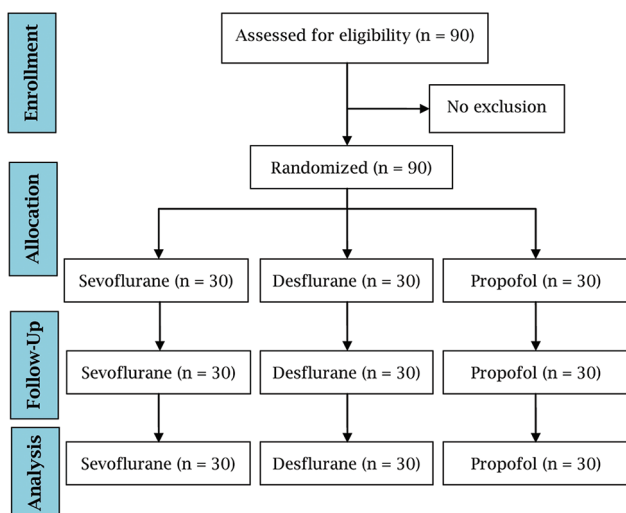 Enrollment
Assessed for eligibility (n = 90)
No exclusion
Randomized (n = 90)
Allocation
Sevoflurane (n = 30)
Desflurane (n = 30)
Propofol (n = 30)
Follow-Up
Sevoflurane (n = 30)
Desflurane (n = 30)
Propofol (n = 30)
Analysis
Sevoflurane (n = 30)
Desflurane (n = 30)
Propofol (n = 30)